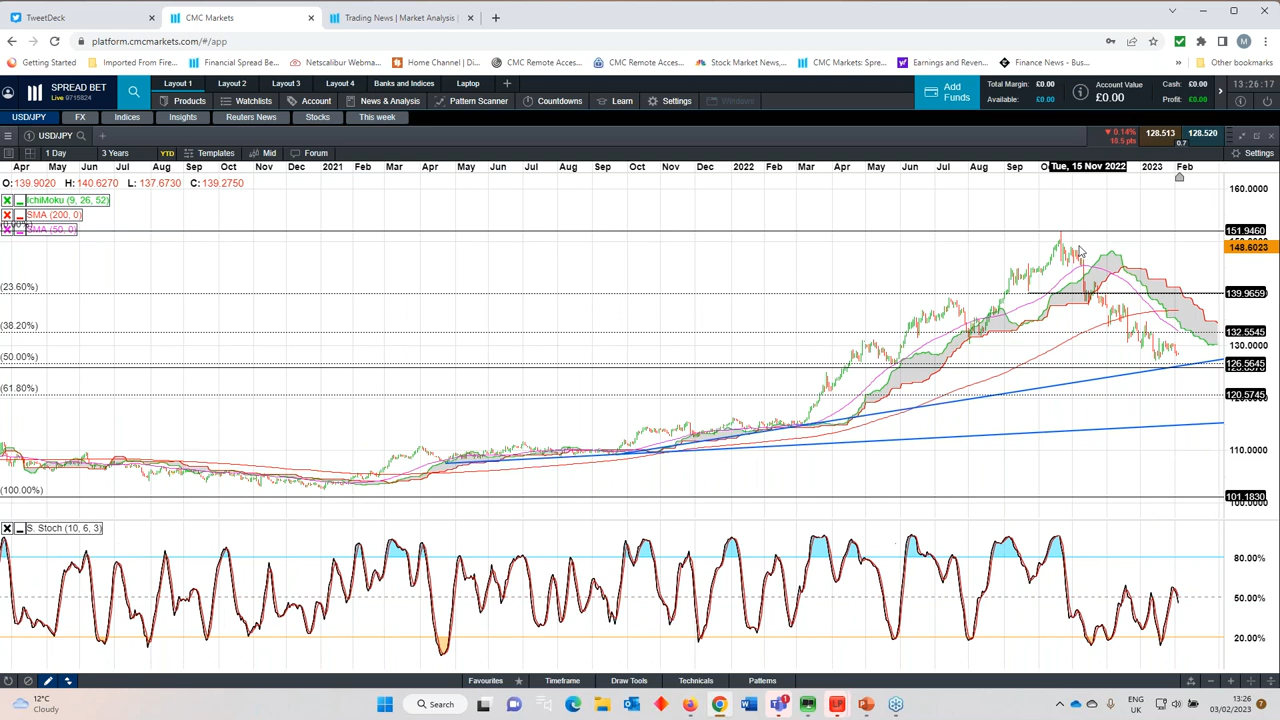 TweetDeck
CMC Markets
Trading News | Market Analysis |
platform.cmcmarkets.com/#/app
Getting Started
Imported From Fire...
Financial Spread Be...
Netscalibur Webma...
Home Channel | Di...
CMC Remote Acces...
CMC Remote Acces...
Stock Market News,...
CMC Markets: Spre...
Earnings and Reven...
Finance News - Bus...
Other bookmarks
SPREAD BET
Live 9715824
Layout 1
Layout 2
Layout 3
Layout 4
Banks and Indices
Laptop
Products
Watchlists
Account
News & Analysis
Pattern Scanner
Countdowns
Learn
Settings
Windows
Add Funds
Total Margin: £0.00
Available: £0.00
Account Value
£0.00
Cash: £0.00
Profit: £0.00
13:26:17
USD/JPY
FX
Indices
Insights
Reuters News
Stocks
This week
USD/JPY
0.14%
18.5 pts
128.513
0.7
128.520
1 Day
3 Years
YTD
Templates
Mid
Forum
Settings
Apr May Jun Jul Aug Sep Oct Nov Dec 2021 Feb Mar Apr May Jun Jul Aug Sep Oct Nov Dec 2022 Feb Mar Apr May Jun Jul Aug Sep Tue, 15 Nov 2022 2023 Feb
O:139.9020 H: 140.6270 L: 137.6730 C: 139.2750
IchiMoku (9, 26, 52)
SMA (200, 0)
SMA (50, 0)
160.0000
151.9460
148.6023
(23.60%)
139.9659
(38.20%)
132.5545
130.0000
(50.00%)
126.5645
(61.80%)
120.5745
110.0000
(100.00%)
101.1830
S. Stoch (10, 6, 3)
80.00%
50.00%
20.00%
Favourites
Timeframe
Draw Tools
Technicals
Patterns
12°C
Cloudy
Search
ENG
UK
13:26
03/02/2023